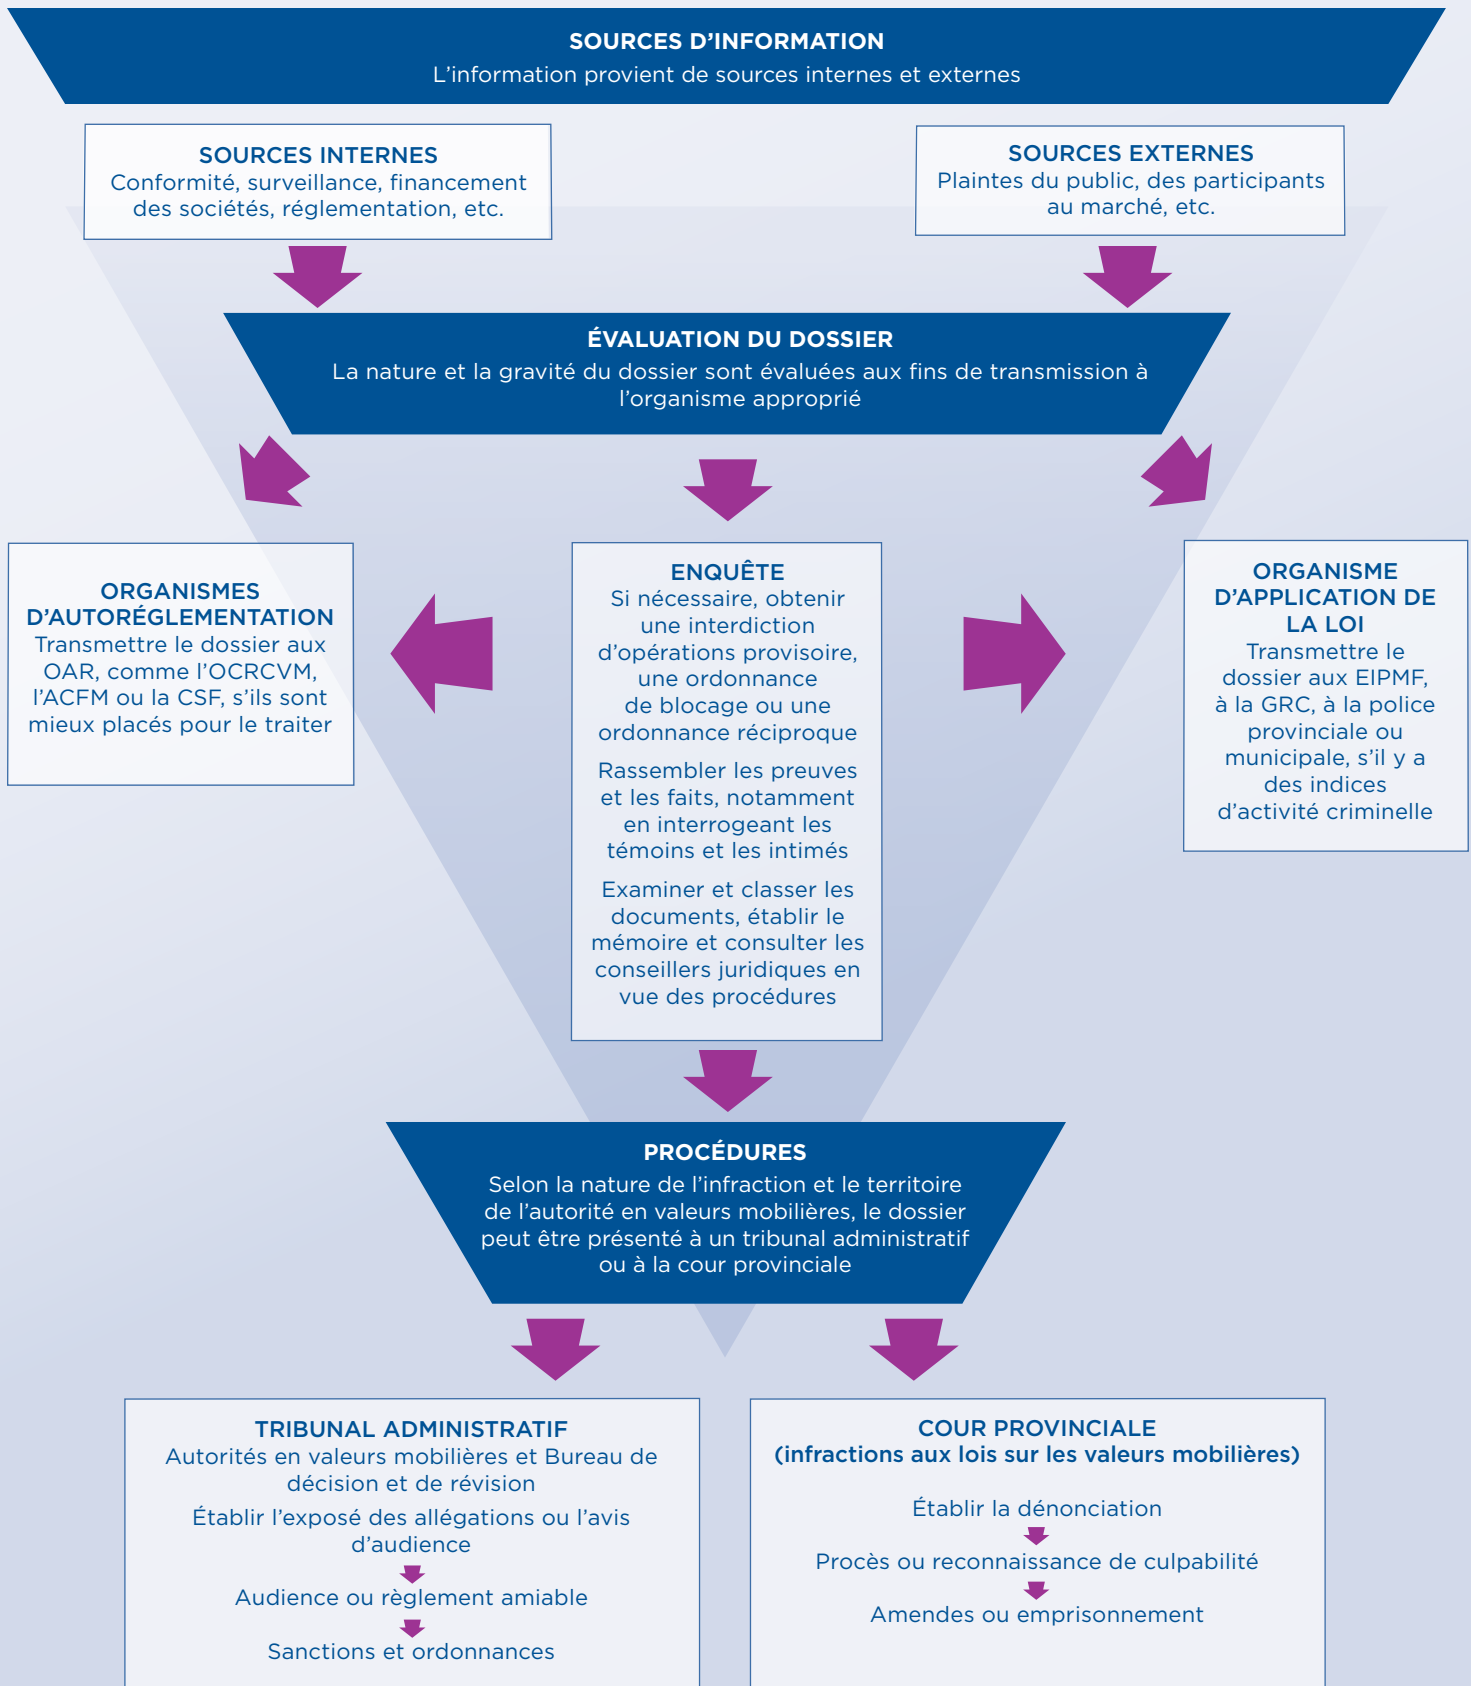 SOURCES D’INFORMATION
L’information provient de sources internes et externes
SOURCES INTERNES
Conformité, surveillance, financement
des sociétés, réglementation, etc.
SOURCES EXTERNES
Plaintes du public, des participants
au marché, etc.
ÉVALUATION DU DOSSIER
La nature et la gravité du dossier sont évaluées aux fins de transmission à
l’organisme approprié
ORGANISMES
D’AUTORÉGLEMENTATION
Transmettre le dossier aux
OAR, comme l’OCRCVM,
l’ACFM ou la CSF, s’ils sont
mieux placés pour le traiter
ENQUÊTE
Si nécessaire, obtenir
une interdiction
d’opérations provisoire,
une ordonnance
de blocage ou une
ordonnance réciproque
Rassembler les preuves
et les faits, notamment
en interrogeant les
témoins et les intimés
Examiner et classer les
documents, établir le
mémoire et consulter les
conseillers juridiques en
vue des procédures
ORGANISME
D’APPLICATION DE
LA LOI
Transmettre le
dossier aux EIPMF,
à la GRC, à la police
provinciale ou
municipale, s’il y a
des indices
d’activité criminelle
PROCÉDURES
Selon la nature de l’infraction et le territoire
de l’autorité en valeurs mobilières, le dossier
peut être présenté à un tribunal administratif
ou à la cour provinciale
TRIBUNAL ADMINISTRATIF
Autorités en valeurs mobilières et Bureau de
décision et de révision
Établir l’exposé des allégations ou l’avis
d’audience
Audience ou règlement amiable
Sanctions et ordonnances
COUR PROVINCIALE
(infractions aux lois sur les valeurs mobilières)
Établir la dénonciation
Procès ou reconnaissance de culpabilité
Amendes ou emprisonnement